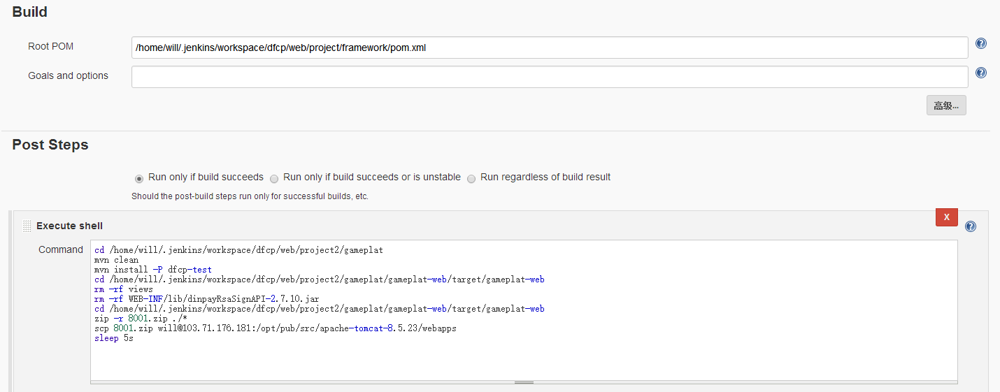 Build
Root POM
/home/will/.jenkins/workspace/dfcp/web/project/framework/pom.xml
Goals and options
高级...
Post Steps
Run only if build succeeds Run only if build succeeds or is unstable Run regardless of build result
Should the post-build steps run only for successful builds, etc.
X
Execute shell
Command
cd /home/will/.jenkins/workspace/dfcp/web/project2/gameplat
mvn clean
mvn install -P dfcp-test
cd /home/will/.jenkins/workspace/dfcp/web/project2/gameplat/gameplat-web/target/gameplat-web
rm -rf views
rm -rf WEB-INF/lib/dinpayRsaSignAPI-2.7.10.jar
cd /home/will/.jenkins/workspace/dfcp/web/project2/gameplat/gameplat-web/target/gameplat-web
zip -r 8001.zip ./*
scp 8001.zip will@103.71.176.181:/opt/pub/src/apache-tomcat-8.5.23/webapps
sleep 5s